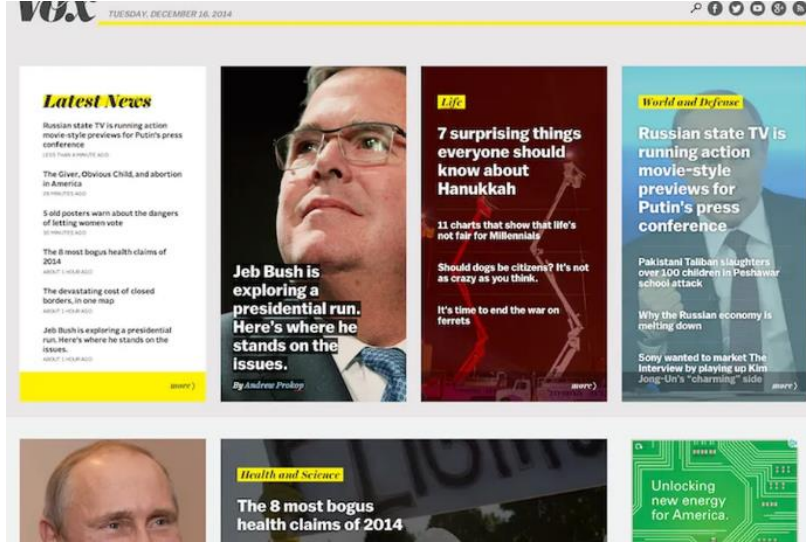 Vox
TUESDAY, DECEMBER 16, 2014
Latest News
Russian state TV is running action
movie-style previews for Putin's press
conference
LESS THAN A MINUTE AGO
The Giver, Obvious Child, and abortion
in America
5 old posters warn about the dangers
of letting women vote
30 MINUTES AGO
The 8 most bogus health claims of
2014
ABOUT 1 HOUR AGO
The devastating cost of closed
borders, in one map
ABOUT 1 HOUR AGO
Jeb Bush is exploring a presidential
run. Here's where he stands on the
issues.
ABOUT 1 HOUR AGO
more
Jeb Bush is
exploring a
presidential run.
Here's where he
stands on the
issues.
By Andrew Prokop
Life
7 surprising things
everyone should
know about
Hanukkah
11 charts that show that life's
not fair for Millennials
Should dogs be citizens? It's not
as crazy as you think.
It's time to end the war on
ferrets
more
World and Defense
Russian state TV is
running action
movie-style
previews for
Putin's press
conference
Pakistani Taliban slaughters
over 100 children in Peshawar
school attack
Why the Russian economy is
melting down
Sony wanted to market The
Interview by playing up Kim
Jong-Un's "charming" side
more
Health and Science
The 8 most bogus
health claims of 2014
Unlocking
new energy
for America.